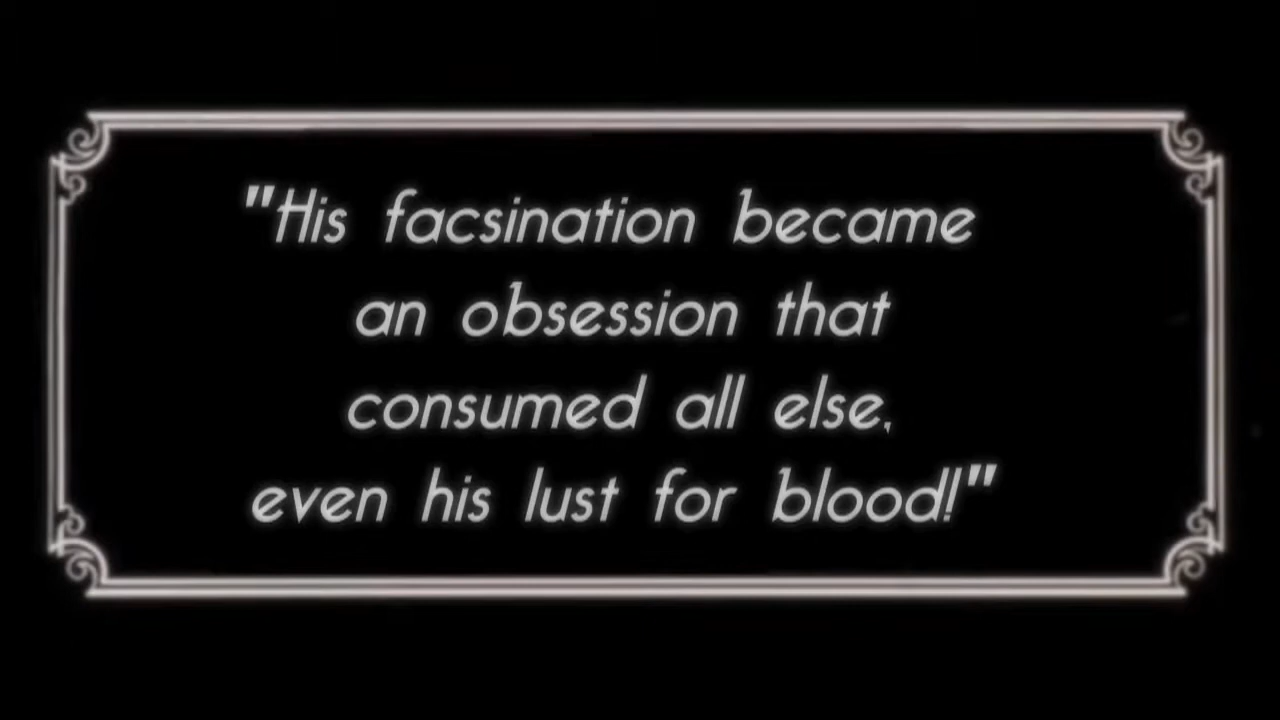 "His facsination became
an obsession that
consumed all else,
even his lust for blood!"